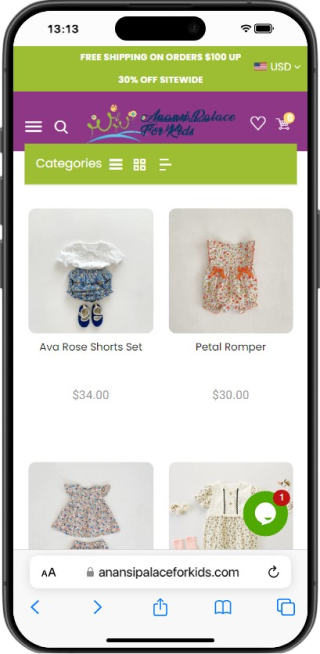 13:13
FREE SHIPPING ON ORDERS $100 UP
30% OFF SITEWIDE
USD
Anansi Palace
For Kids
0
Categories
Ava Rose Shorts Set
Petal Romper
$34.00
$30.00
1
AA
anansipalaceforkids.com